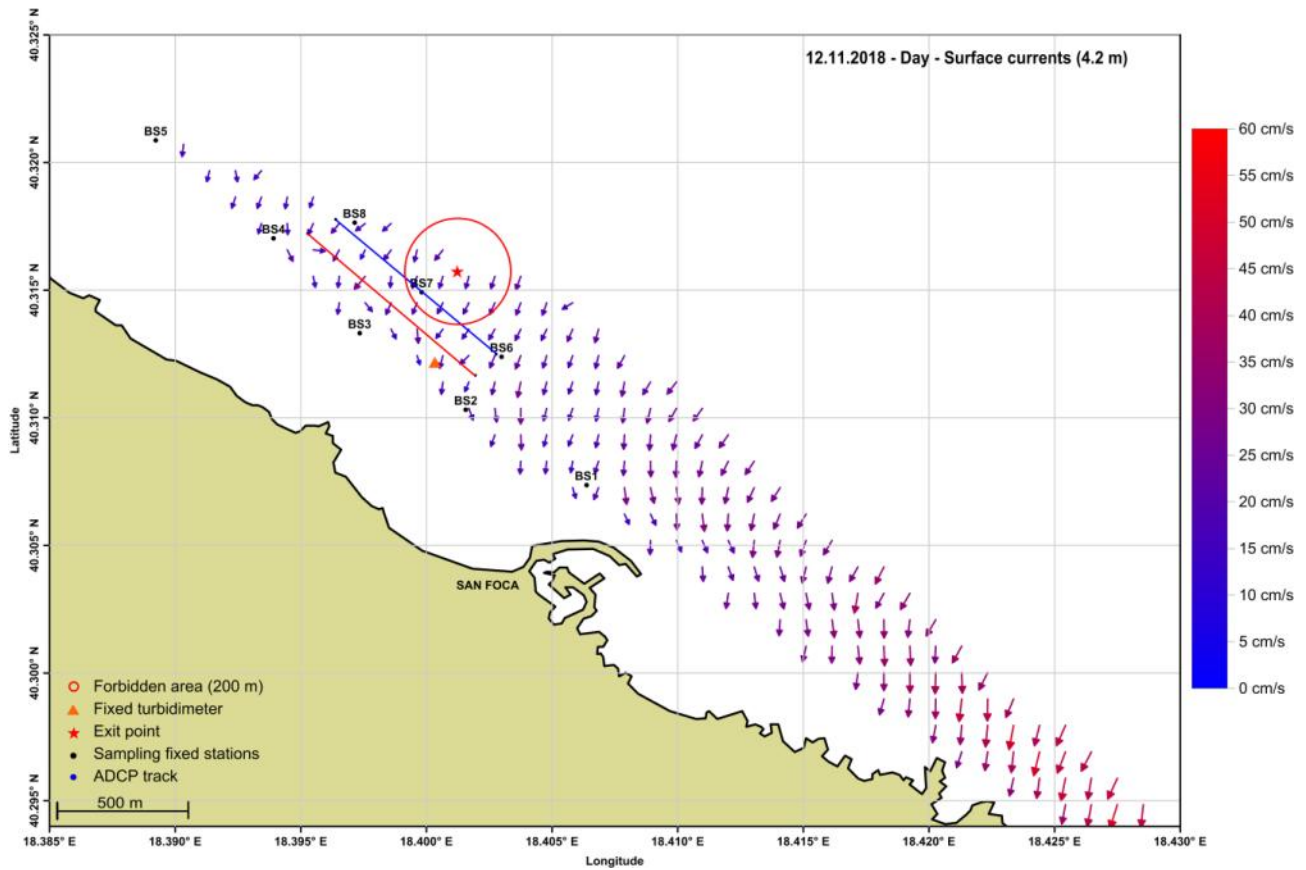 12.11.2018 - Day - Surface currents (4.2 m)
40.325° N
40.320° N
40.315° N
40.310° N
40.305° N
40.300° N
40.295° N
Latitude
BS5
BS8
BS4
BS7
BS3
BS6
BS2
BS1
SAN FOCA
Forbidden area (200 m)
Fixed turbidimeter
Exit point
Sampling fixed stations
ADCP track
500 m
18.385° E
18.390° E
18.395° E
18.400° E
18.405° E
18.410° E
18.415° E
18.420° E
18.425° E
18.430° E
Longitude
60 cm/s
55 cm/s
50 cm/s
45 cm/s
40 cm/s
35 cm/s
30 cm/s
25 cm/s
20 cm/s
15 cm/s
10 cm/s
5 cm/s
0 cm/s